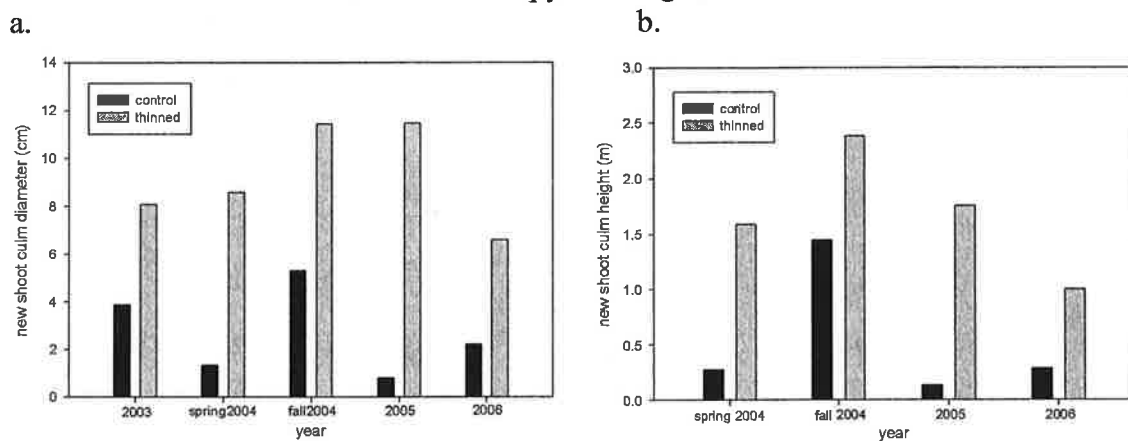 a.
b.
14
12
10
8
6
4
2
0
new shoot culm diameter (cm)
control
thinned
2003
spring2004
fall2004
2005
2006
year
3.0
2.5
2.0
1.5
1.0
0.5
0.0
new shoot culm height (m)
control
thinned
spring 2004
fall 2004
2005
2006
year